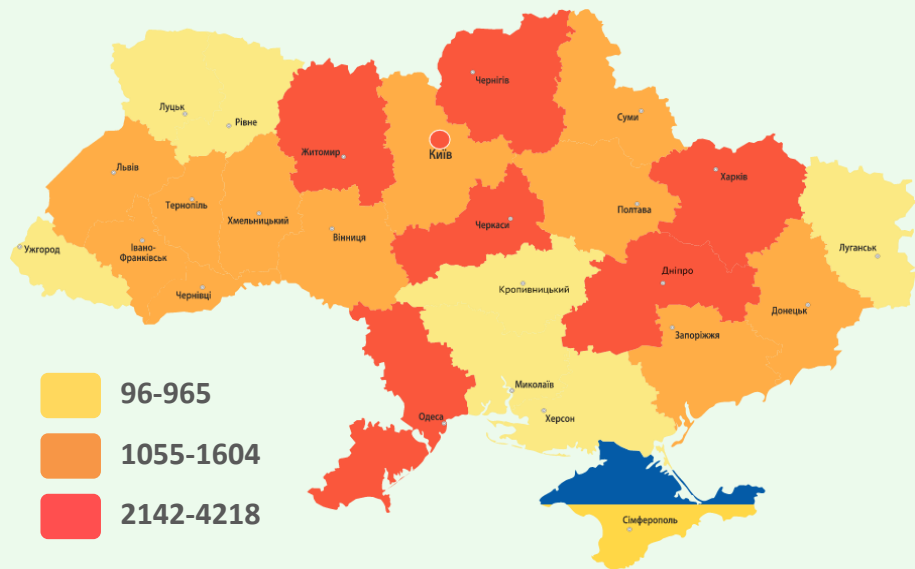 Чернігів
Луцьк
Рівне
Суми
Житомир
Київ
Львів
Харків
Тернопіль
Хмельницький
Полтава
Черкаси
Вінниця
Ужгород
Івано-
Франківськ
Луганськ
Дніпро
Чернівці
Кропивницький
Донецьк
Запоріжжя
Миколаїв
Херсон
Одеса
Сімферополь
96-965
1055-1604
2142-4218